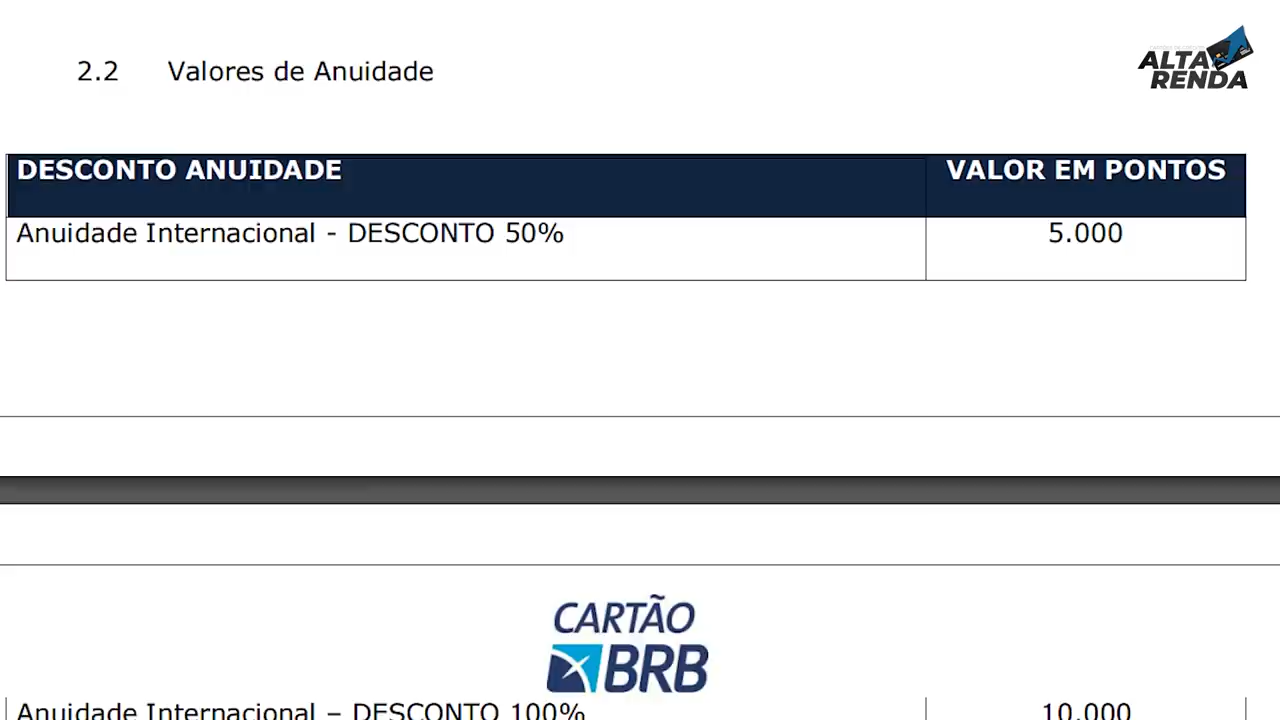 2.2 Valores de Anuidade
ALTA
RENDA
DESCONTO ANUIDADE VALOR EM PONTOS
Anuidade Internacional - DESCONTO 50% 5.000
CARTÃO
BRB
Anuidade Internacional – DESCONTO 100% 10.000